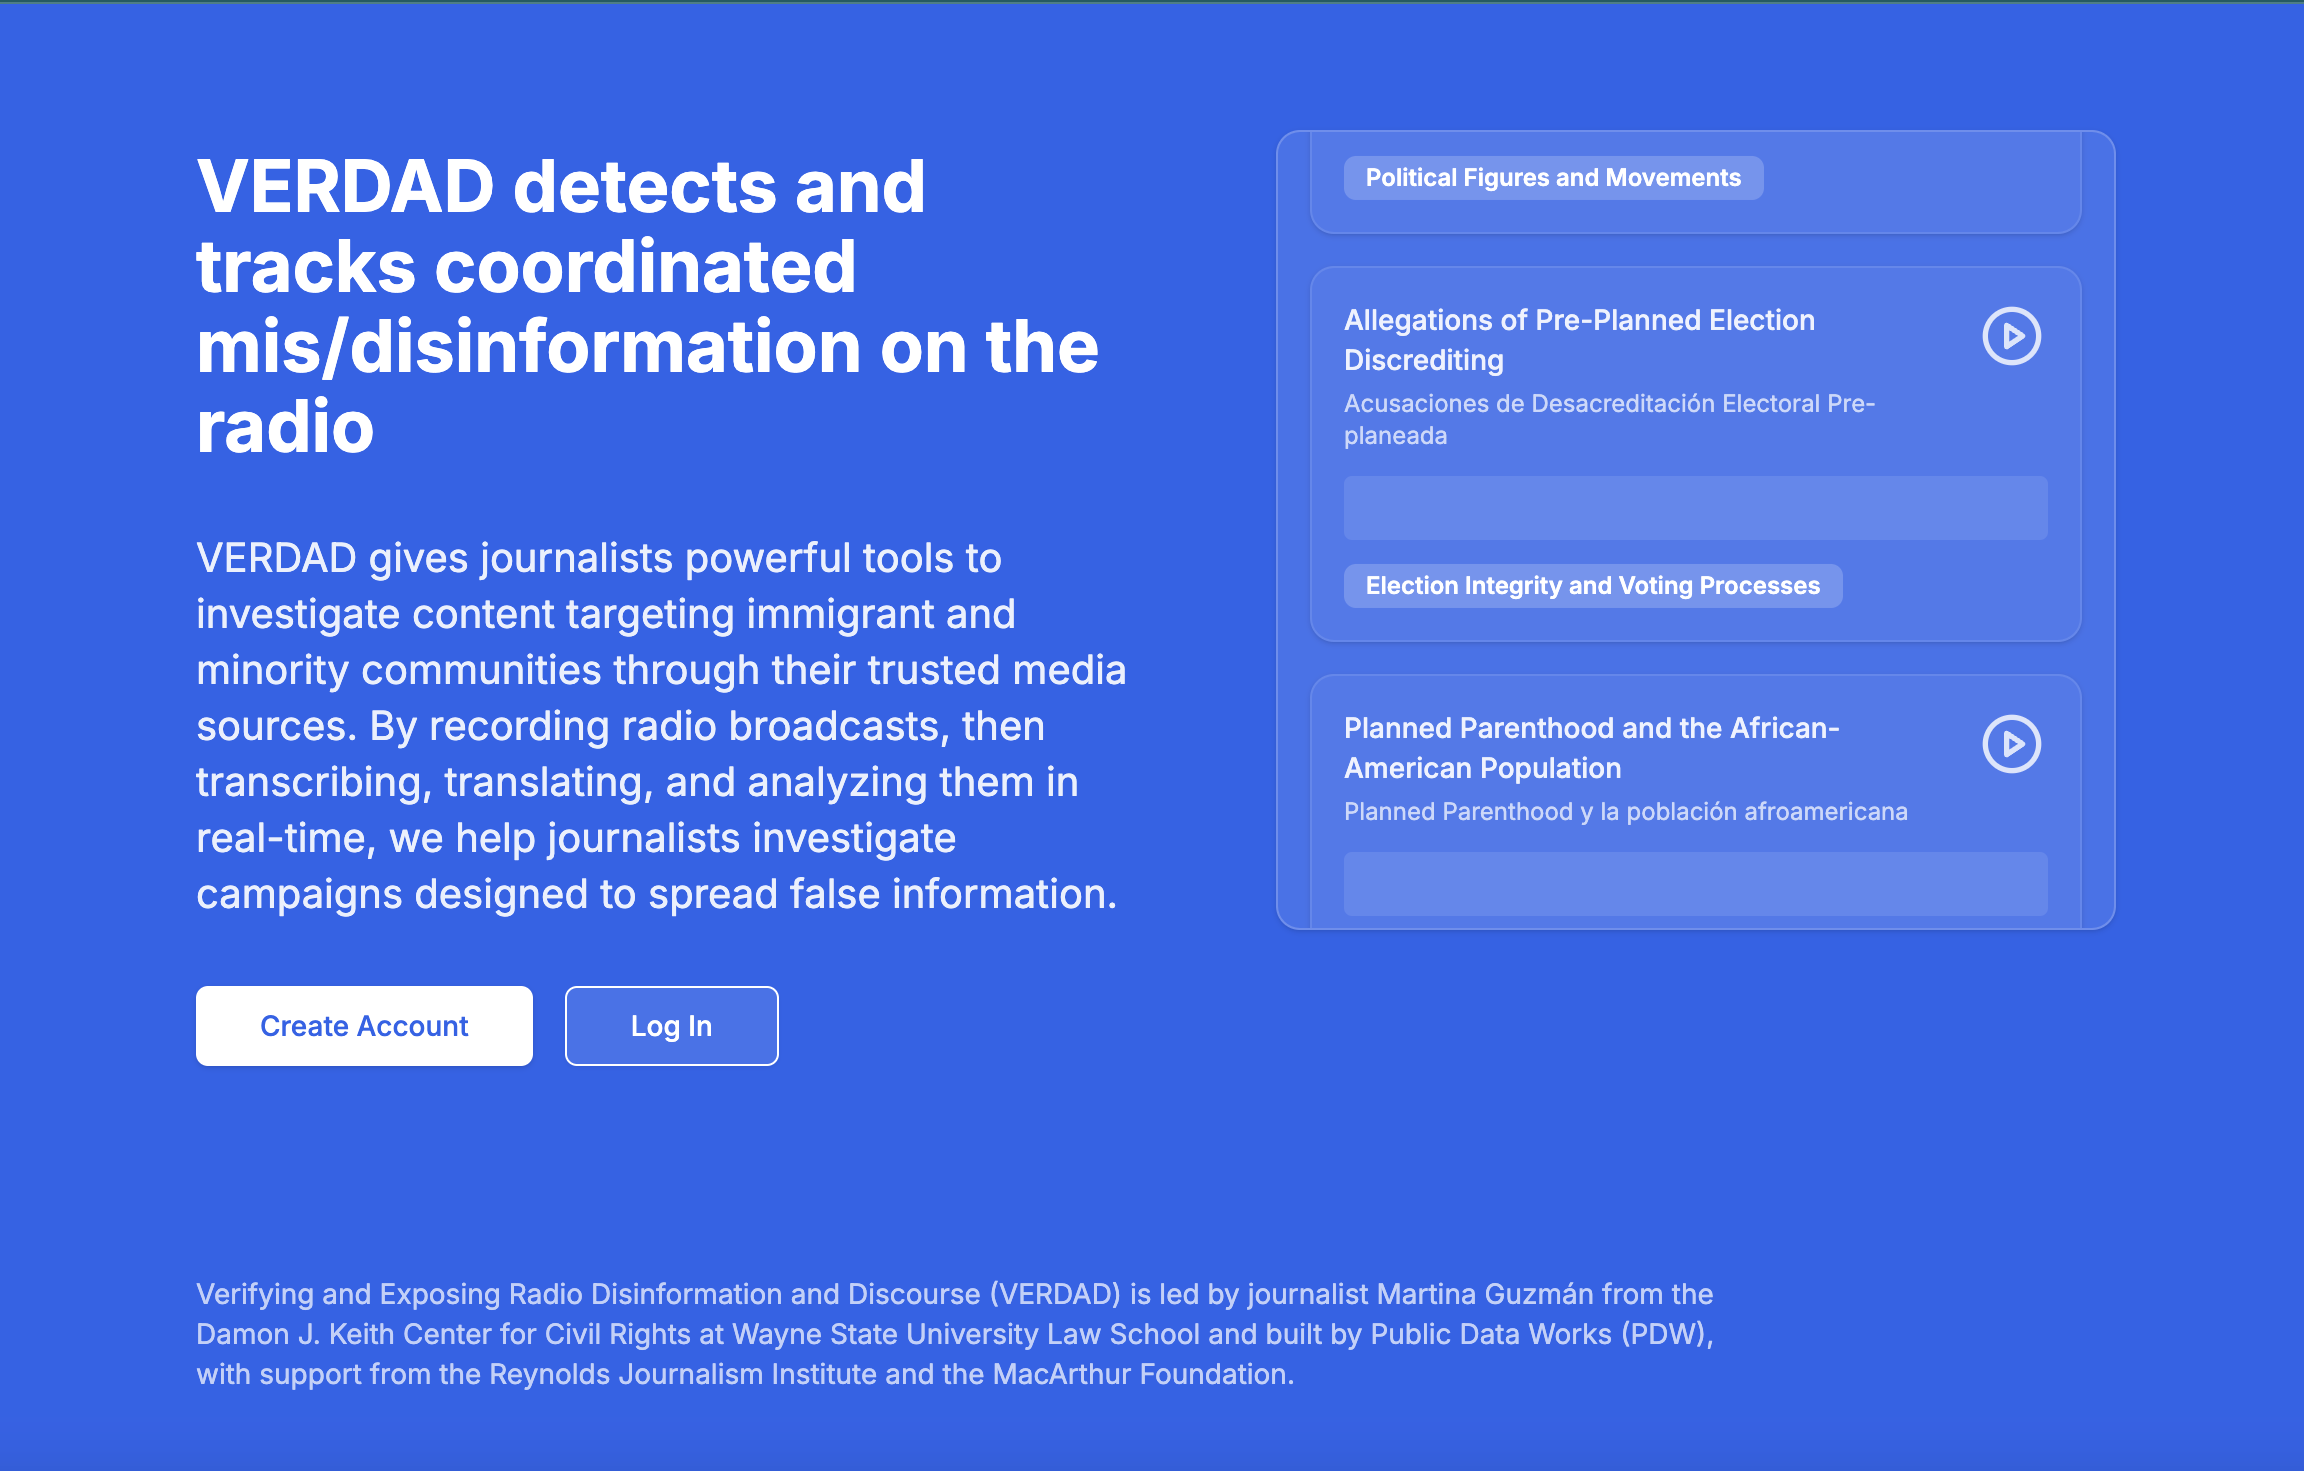 VERDAD detects and
tracks coordinated
mis/disinformation on the
radio
VERDAD gives journalists powerful tools to
investigate content targeting immigrant and
minority communities through their trusted media
sources. By recording radio broadcasts, then
transcribing, translating, and analyzing them in
real-time, we help journalists investigate
campaigns designed to spread false information.
Create Account
Log In
Political Figures and Movements
Allegations of Pre-Planned Election
Discrediting
Acusaciones de Desacreditación Electoral Pre-
planeada
Election Integrity and Voting Processes
Planned Parenthood and the African-
American Population
Planned Parenthood y la población afroamericana
Verifying and Exposing Radio Disinformation and Discourse (VERDAD) is led by journalist Martina Guzmán from the
Damon J. Keith Center for Civil Rights at Wayne State University Law School and built by Public Data Works (PDW),
with support from the Reynolds Journalism Institute and the MacArthur Foundation.